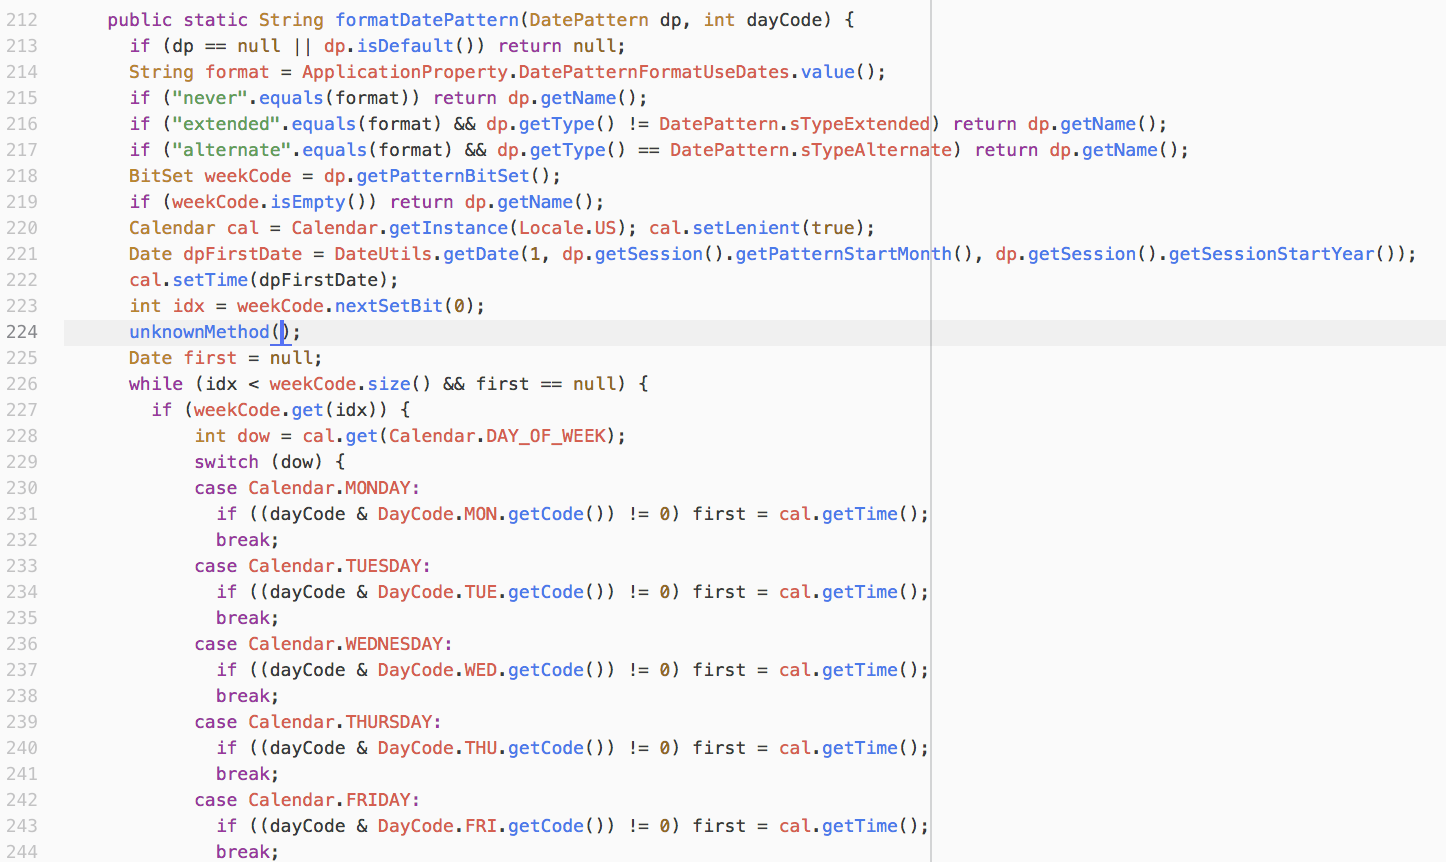 212 public static String formatDatePattern(DatePattern dp, int dayCode) {
213 if (dp == null || dp.isDefault()) return null;
214 String format = ApplicationProperty.DatePatternFormatUseDates.value();
215 if ("never".equals(format)) return dp.getName();
216 if ("extended".equals(format) && dp.getType() != DatePattern.sTypeExtended) return dp.getName();
217 if ("alternate".equals(format) && dp.getType() == DatePattern.sTypeAlternate) return dp.getName();
218 BitSet weekCode = dp.getPatternBitSet();
219 if (weekCode.isEmpty()) return dp.getName();
220 Calendar cal = Calendar.getInstance(Locale.US); cal.setLenient(true);
221 Date dpFirstDate = DateUtils.getDate(1, dp.getSession().getPatternStartMonth(), dp.getSession().getSessionStartYear());
222 cal.setTime(dpFirstDate);
223 int idx = weekCode.nextSetBit(0);
224 unknownMethod();
225 Date first = null;
226 while (idx < weekCode.size() && first == null) {
227 if (weekCode.get(idx)) {
228 int dow = cal.get(Calendar.DAY_OF_WEEK);
229 switch (dow) {
230 case Calendar.MONDAY:
231 if ((dayCode & DayCode.MON.getCode()) != 0) first = cal.getTime();
232 break;
233 case Calendar.TUESDAY:
234 if ((dayCode & DayCode.TUE.getCode()) != 0) first = cal.getTime();
235 break;
236 case Calendar.WEDNESDAY:
237 if ((dayCode & DayCode.WED.getCode()) != 0) first = cal.getTime();
238 break;
239 case Calendar.THURSDAY:
240 if ((dayCode & DayCode.THU.getCode()) != 0) first = cal.getTime();
241 break;
242 case Calendar.FRIDAY:
243 if ((dayCode & DayCode.FRI.getCode()) != 0) first = cal.getTime();
244 break;